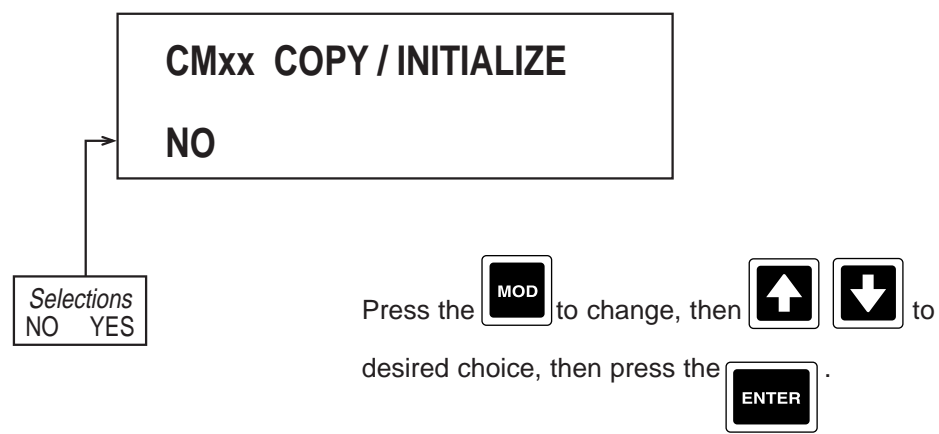 CMxx COPY / INITIALIZE
NO
Selections
NO YES
Press the MOD to change, then to
desired choice, then press the ENTER .